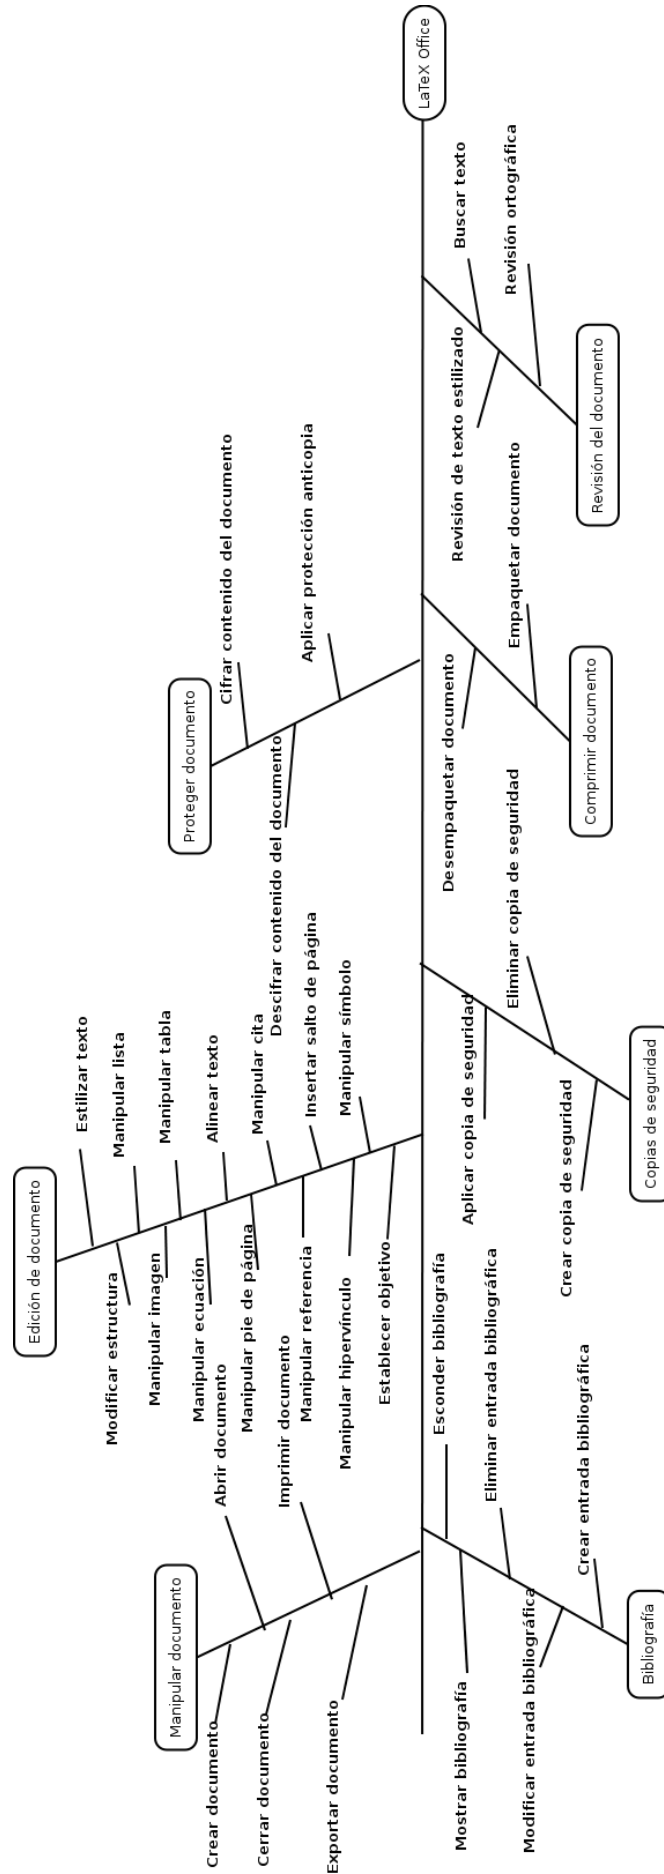 LaTeX Office
Manipular documento
Crear documento
Abrir documento
Cerrar documento
Imprimir documento
Exportar documento
Edición de documento
Estilizar texto
Modificar estructura
Manipular lista
Manipular imagen
Manipular tabla
Manipular ecuación
Alinear texto
Manipular pie de página
Manipular cita
Manipular referencia
Insertar salto de página
Manipular hipervínculo
Manipular símbolo
Establecer objetivo
Proteger documento
Cifrar contenido del documento
Descifrar contenido del documento
Aplicar protección anticopia
Bibliografía
Esconder bibliografía
Mostrar bibliografía
Eliminar entrada bibliográfica
Modificar entrada bibliográfica
Crear entrada bibliográfica
Copias de seguridad
Aplicar copia de seguridad
Eliminar copia de seguridad
Crear copia de seguridad
Comprimir documento
Desempaquetar documento
Empaquetar documento
Revisión del documento
Buscar texto
Revisión de texto estilizado
Revisión ortográfica